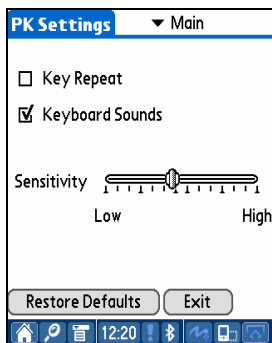 PK Settings ▼ Main
Key Repeat
Keyboard Sounds
Sensitivity
Low High
Restore Defaults Exit
12:20